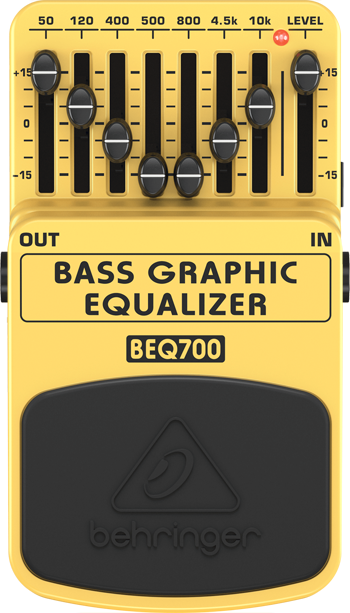 50 120 400 500 800 4.5k 10k LEVEL
+15 +15
0 0
-15 -15
OUT IN
BASS GRAPHIC
EQUALIZER
BEQ700
behringer